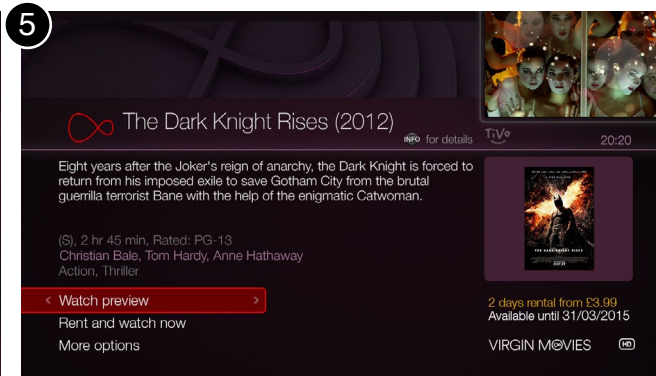 5
The Dark Knight Rises (2012)
INFO for details
TiVo
20:20
Eight years after the Joker's reign of anarchy, the Dark Knight is forced to
return from his imposed exile to save Gotham City from the brutal
guerrilla terrorist Bane with the help of the enigmatic Catwoman.
THE DARK KNIGHT RISES
(S), 2 hr 45 min, Rated: PG-13
Christian Bale, Tom Hardy, Anne Hathaway
Action, Thriller
< Watch preview >
Rent and watch now
More options
2 days rental from £3.99
Available until 31/03/2015
VIRGIN MOVIES
HD